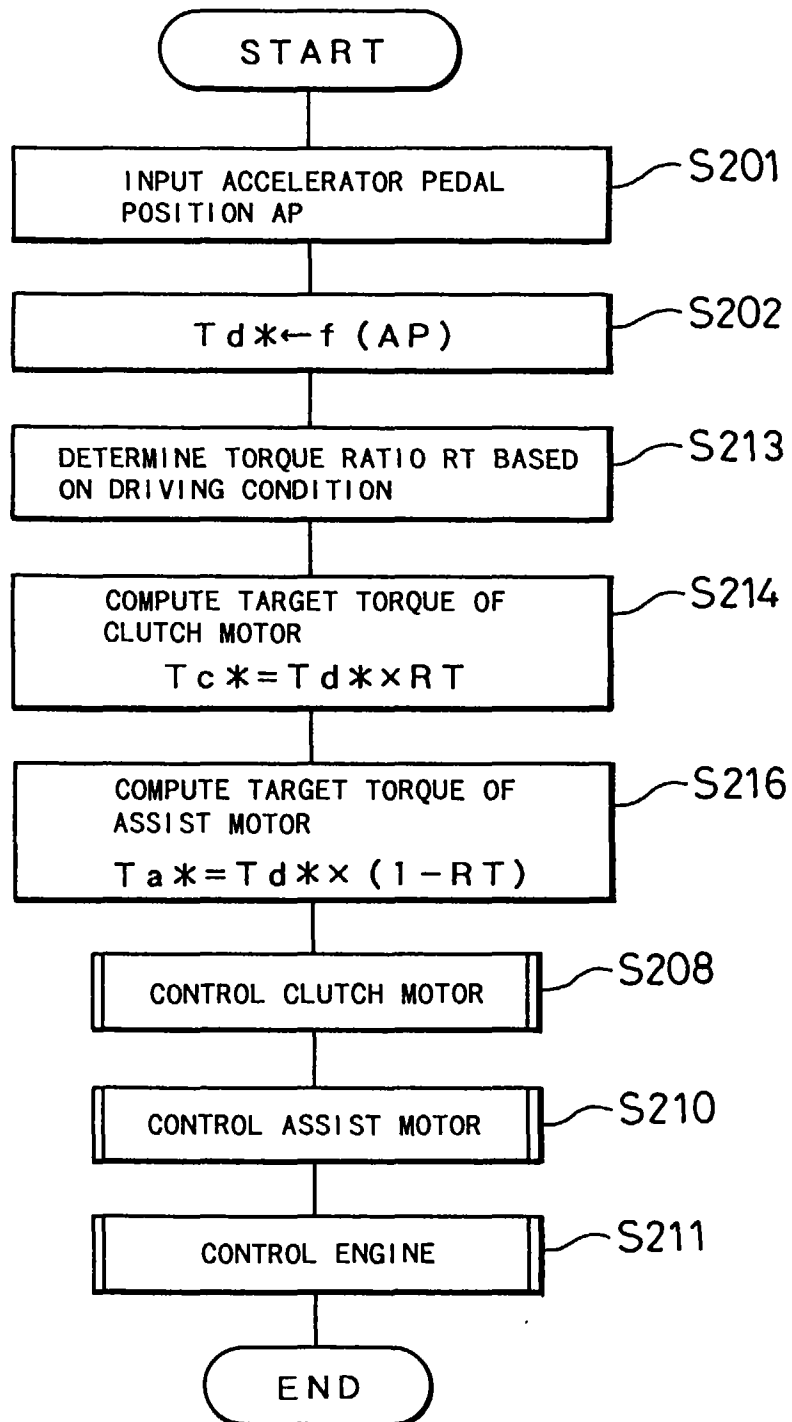 START
INPUT ACCELERATOR PEDAL
POSITION AP
S201
Td*←f(AP)
S202
DETERMINE TORQUE RATIO RT BASED
ON DRIVING CONDITION
S213
COMPUTE TARGET TORQUE OF
CLUTCH MOTOR
Tc*=Td*×RT
S214
COMPUTE TARGET TORQUE OF
ASSIST MOTOR
Ta*=Td*×(1-RT)
S216
CONTROL CLUTCH MOTOR
S208
CONTROL ASSIST MOTOR
S210
CONTROL ENGINE
S211
END